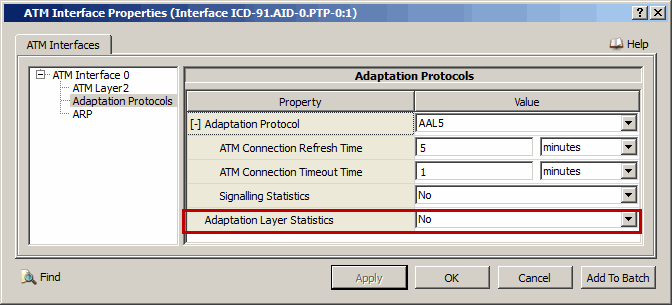 ATM Interface Properties (Interface ICD-91.AID-0.PTP-0:1)
ATM Interfaces
Help
ATM Interface 0
ATM Layer2
Adaptation Protocols
ARP
Adaptation Protocols
Property Value
[-] Adaptation Protocol AAL5
ATM Connection Refresh Time 5 minutes
ATM Connection Timeout Time 1 minutes
Signalling Statistics No
Adaptation Layer Statistics No
Find Apply OK Cancel Add To Batch